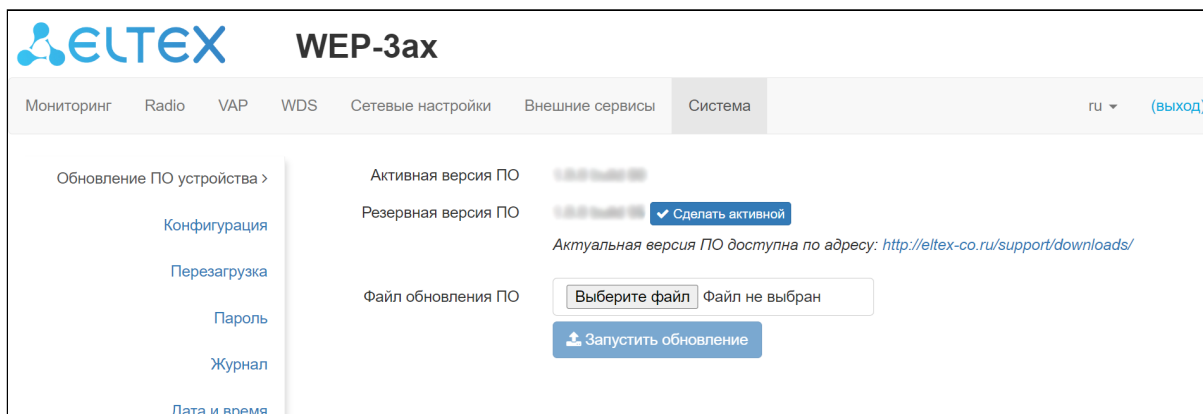 ELTEX WEP-3ax
Мониторинг Radio VAP WDS Сетевые настройки Внешние сервисы Система ru (выход)
Обновление ПО устройства >
Конфигурация
Перезагрузка
Пароль
Журнал
Дата и время
Активная версия ПО
Резервная версия ПО Сделать активной
Актуальная версия ПО доступна по адресу: http://eltex-co.ru/support/downloads/
Файл обновления ПО Выберите файл Файл не выбран
Запустить обновление